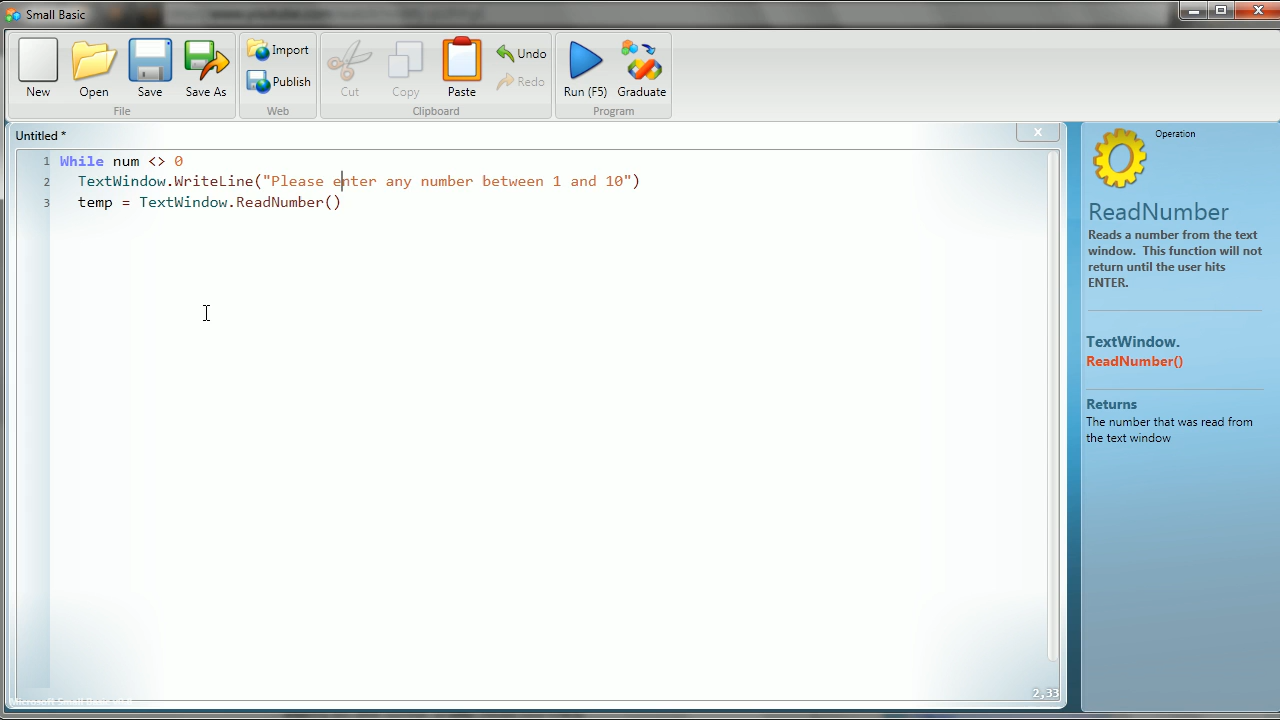 Small Basic
New
Open
Save
Save As
File
Import
Publish
Web
Cut
Copy
Paste
Undo
Redo
Clipboard
Run (F5)
Graduate
Program
Untitled *
1 While num <> 0
2 TextWindow.WriteLine("Please enter any number between 1 and 10")
3 temp = TextWindow.ReadNumber()
2,33
Operation
ReadNumber
Reads a number from the text
window. This function will not
return until the user hits
ENTER.
TextWindow.
ReadNumber()
Returns
The number that was read from
the text window